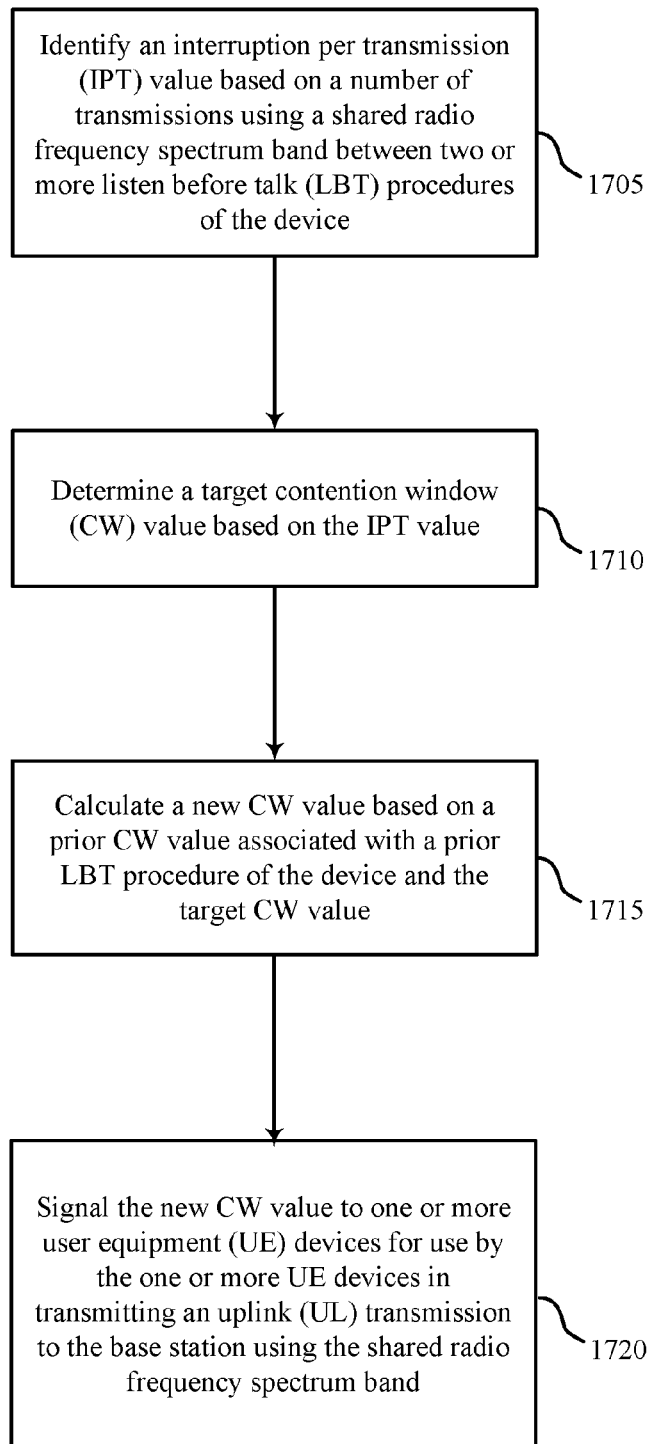 Identify an interruption per transmission
(IPT) value based on a number of
transmissions using a shared radio
frequency spectrum band between two or
more listen before talk (LBT) procedures
of the device
1705
Determine a target contention window
(CW) value based on the IPT value
1710
Calculate a new CW value based on a
prior CW value associated with a prior
LBT procedure of the device and the
target CW value
1715
Signal the new CW value to one or more
user equipment (UE) devices for use by
the one or more UE devices in
transmitting an uplink (UL) transmission
to the base station using the shared radio
frequency spectrum band
1720